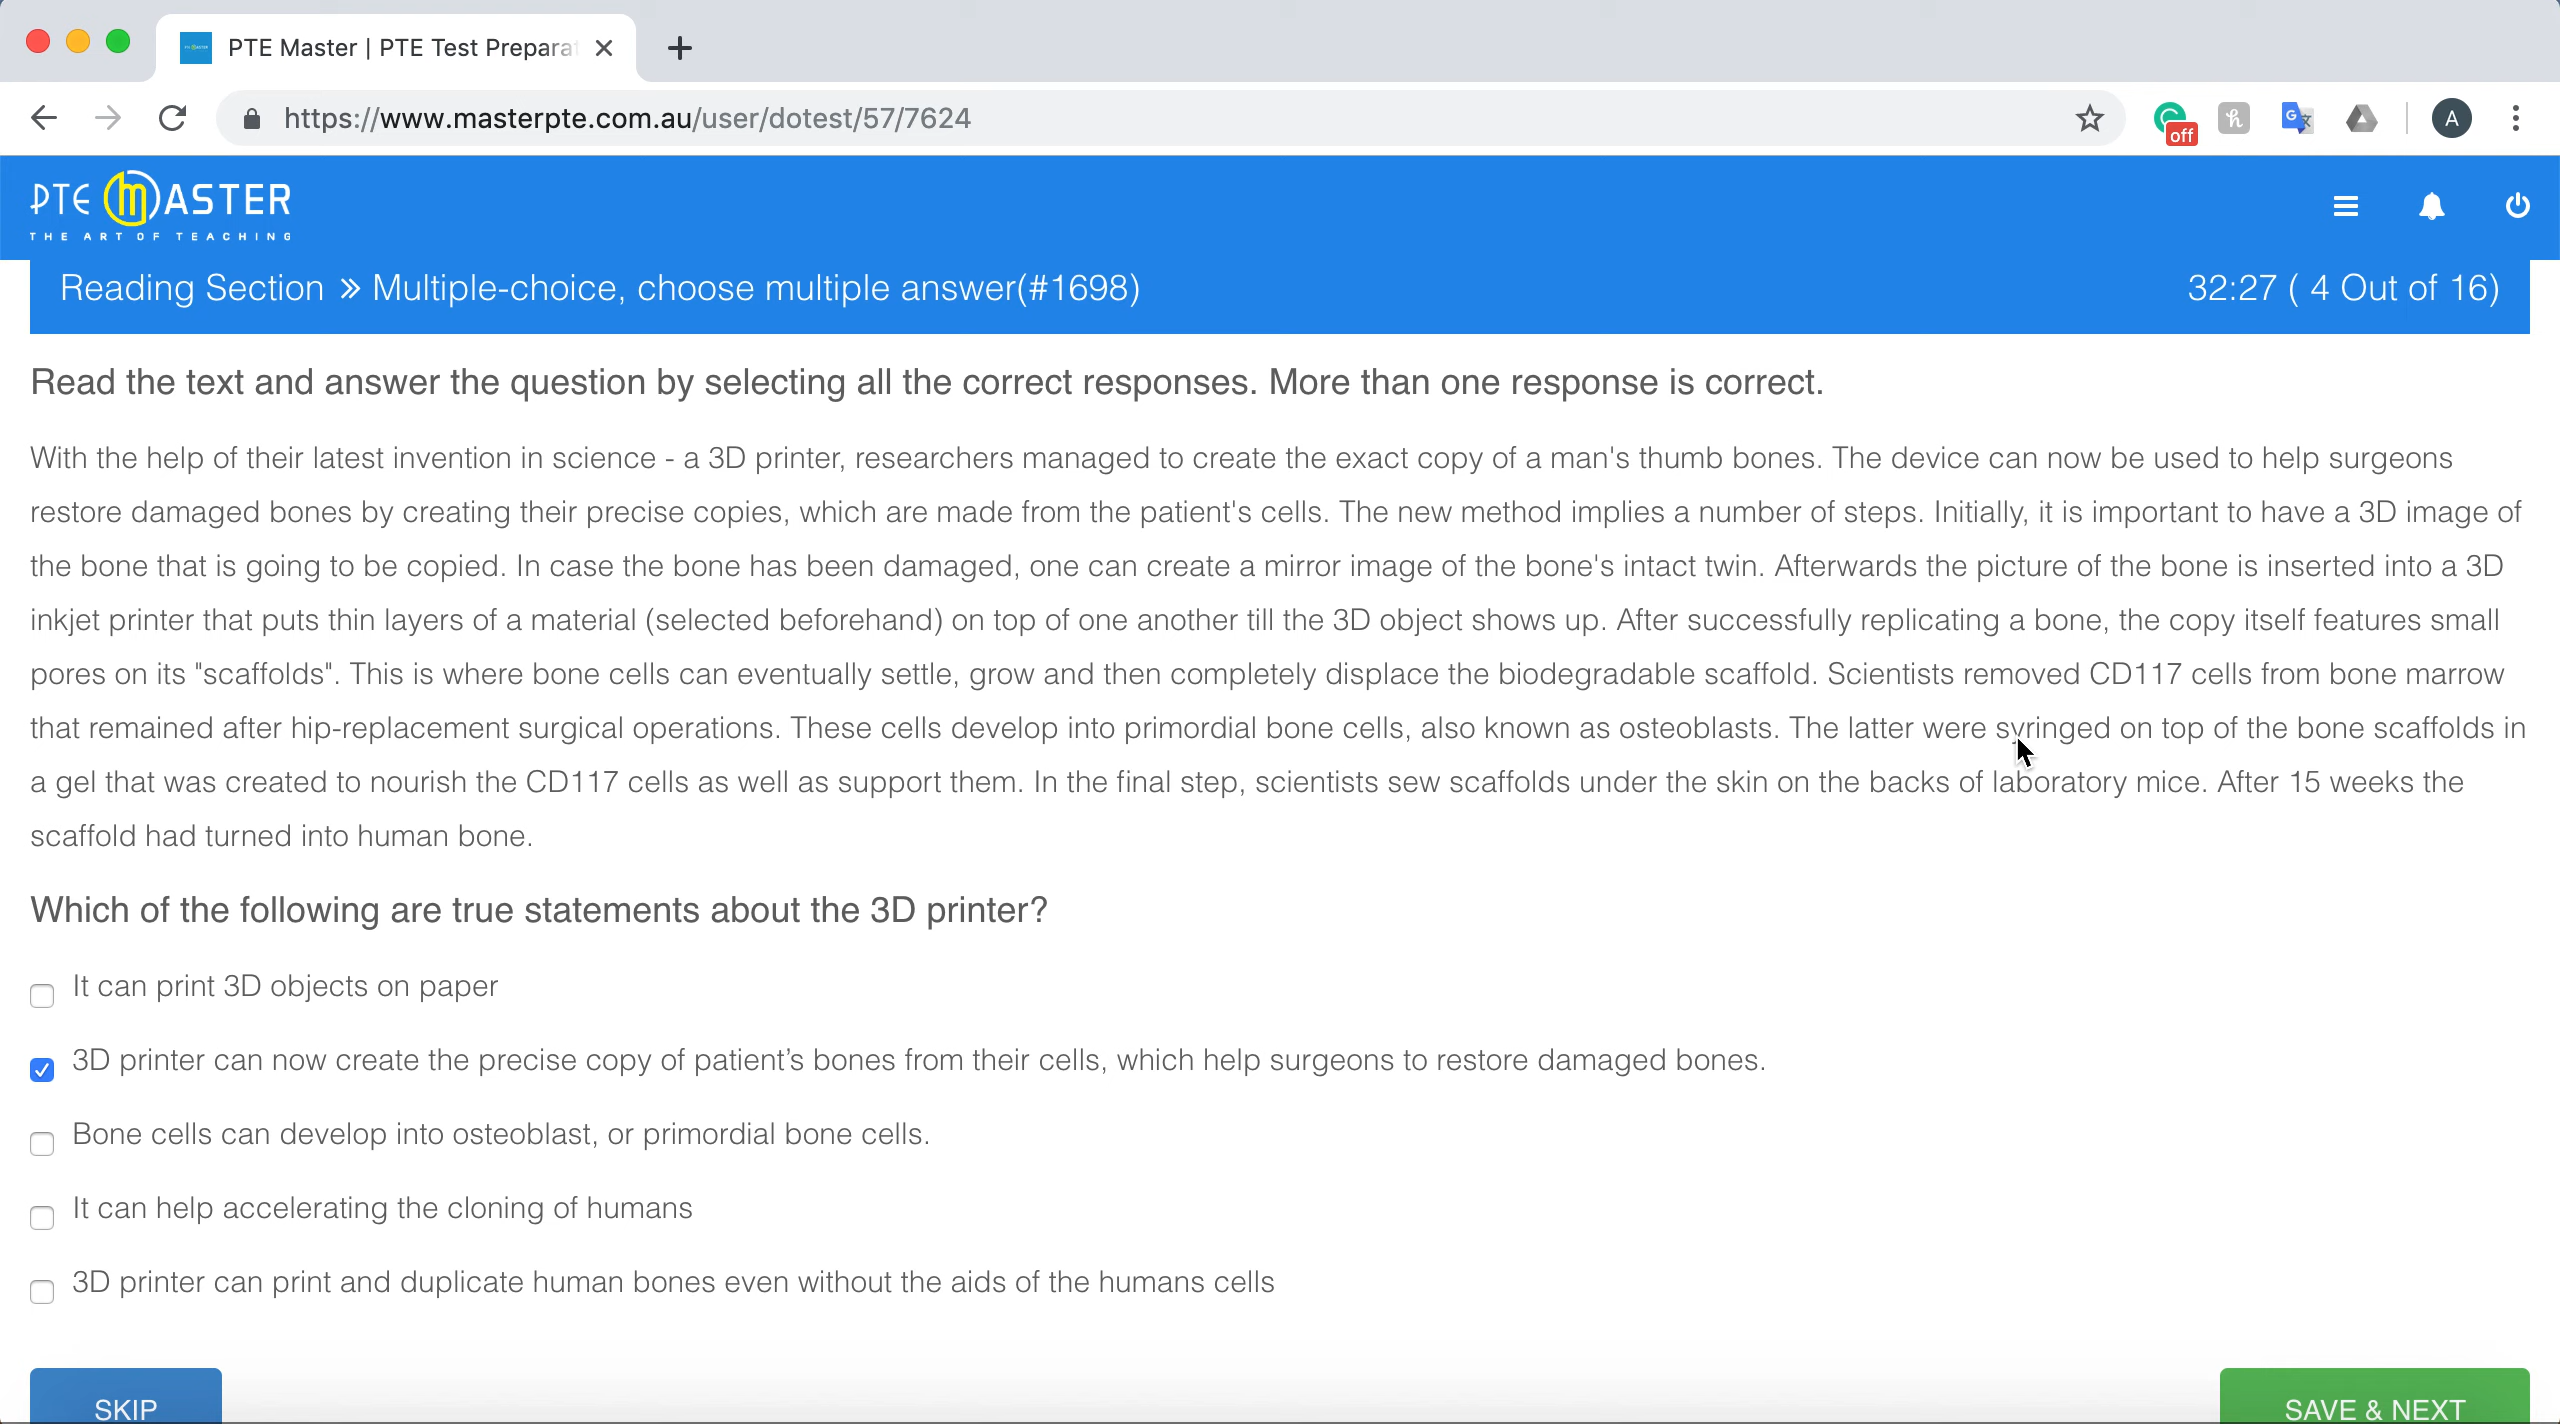 PTE Master | PTE Test Prepara
https://www.masterpte.com.au/user/dotest/57/7624
off
A
PTE MASTER
THE ART OF TEACHING
Reading Section » Multiple-choice, choose multiple answer(#1698)
32:27 ( 4 Out of 16)
Read the text and answer the question by selecting all the correct responses. More than one response is correct.
With the help of their latest invention in science - a 3D printer, researchers managed to create the exact copy of a man's thumb bones. The device can now be used to help surgeons
restore damaged bones by creating their precise copies, which are made from the patient's cells. The new method implies a number of steps. Initially, it is important to have a 3D image of
the bone that is going to be copied. In case the bone has been damaged, one can create a mirror image of the bone's intact twin. Afterwards the picture of the bone is inserted into a 3D
inkjet printer that puts thin layers of a material (selected beforehand) on top of one another till the 3D object shows up. After successfully replicating a bone, the copy itself features small
pores on its "scaffolds". This is where bone cells can eventually settle, grow and then completely displace the biodegradable scaffold. Scientists removed CD117 cells from bone marrow
that remained after hip-replacement surgical operations. These cells develop into primordial bone cells, also known as osteoblasts. The latter were syringed on top of the bone scaffolds in
a gel that was created to nourish the CD117 cells as well as support them. In the final step, scientists sew scaffolds under the skin on the backs of laboratory mice. After 15 weeks the
scaffold had turned into human bone.
Which of the following are true statements about the 3D printer?
It can print 3D objects on paper
3D printer can now create the precise copy of patient’s bones from their cells, which help surgeons to restore damaged bones.
Bone cells can develop into osteoblast, or primordial bone cells.
It can help accelerating the cloning of humans
3D printer can print and duplicate human bones even without the aids of the humans cells
SKIP
SAVE & NEXT